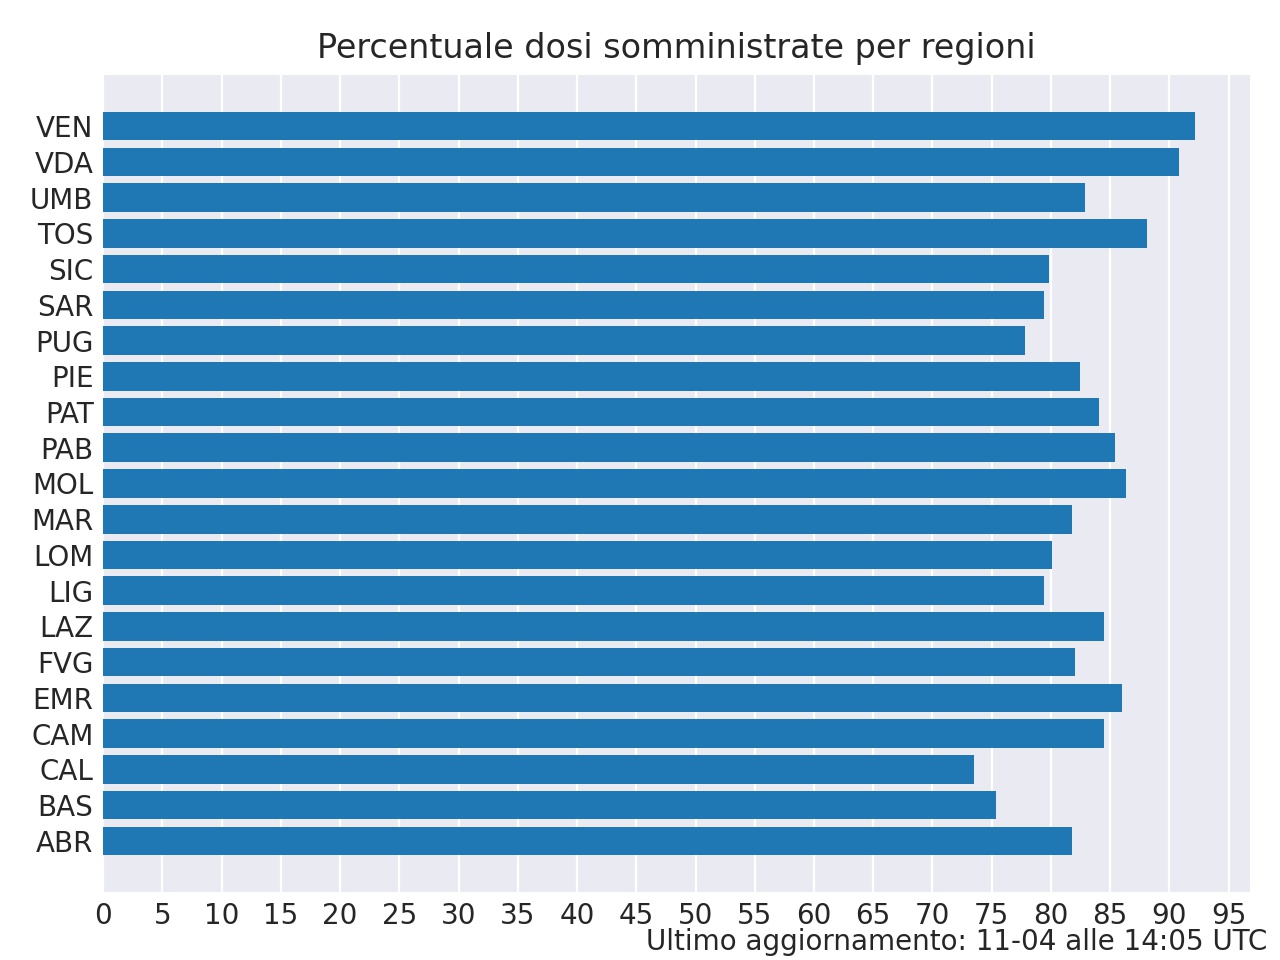 Percentuale dosi somministrate per regioni
VEN
VDA
UMB
TOS
SIC
SAR
PUG
PIE
PAT
PAB
MOL
MAR
LOM
LIG
LAZ
FVG
EMR
CAM
CAL
BAS
ABR
0 5 10 15 20 25 30 35 40 45 50 55 60 65 70 75 80 85 90 95
Ultimo aggiornamento: 11-04 alle 14:05 UTC